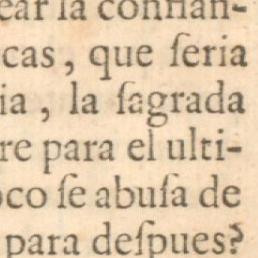 ear la confian-
cas, que ſeria
ia, la ſagrada
re para el ulti-
oco ſe abuſa de
para deſpues?